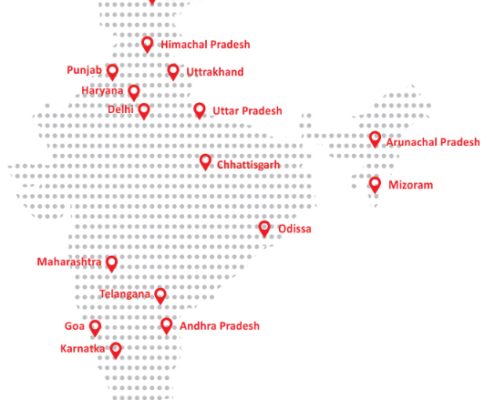 Himachal Pradesh
Punjab
Uttrakhand
Haryana
Delhi
Uttar Pradesh
Arunachal Pradesh
Chhattisgarh
Mizoram
Odissa
Maharashtra
Telangana
Goa
Andhra Pradesh
Karnatka